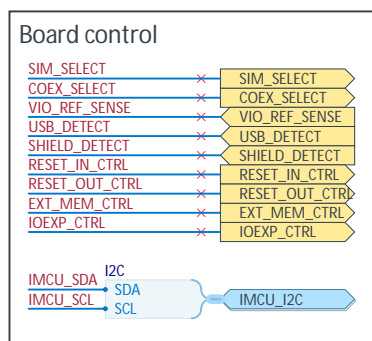 Board control
SIM_SELECT SIM_SELECT
COEX_SELECT COEX_SELECT
VIO_REF_SENSE VIO_REF_SENSE
USB_DETECT USB_DETECT
SHIELD_DETECT SHIELD_DETECT
RESET_IN_CTRL RESET_IN_CTRL
RESET_OUT_CTRL RESET_OUT_CTRL
EXT_MEM_CTRL EXT_MEM_CTRL
IOEXP_CTRL IOEXP_CTRL
I2C
IMCU_SDA SDA
IMCU_SCL SCL
IMCU_I2C